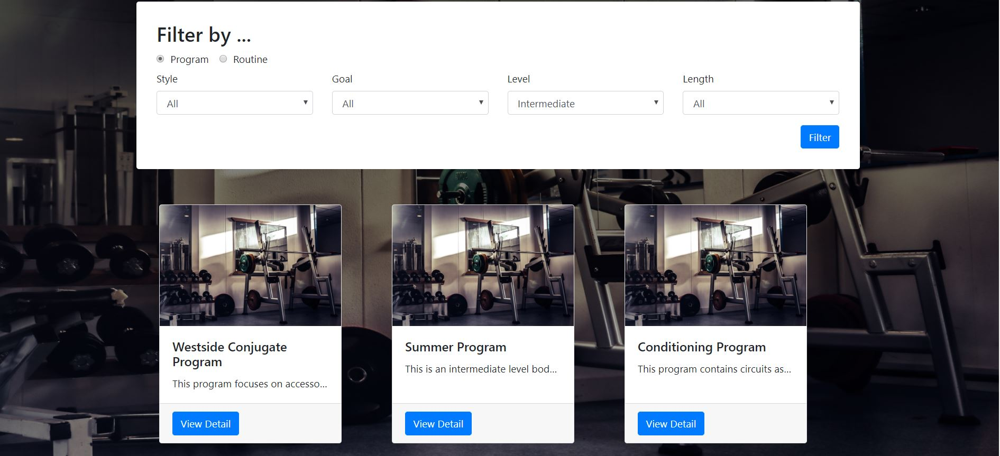 Filter by ...
Program Routine
Style Goal Level Length
All All Intermediate All
Filter
Westside Conjugate
Program
This program focuses on accesso...
View Detail
Summer Program
This is an intermediate level bod...
View Detail
Conditioning Program
This program contains circuits as...
View Detail